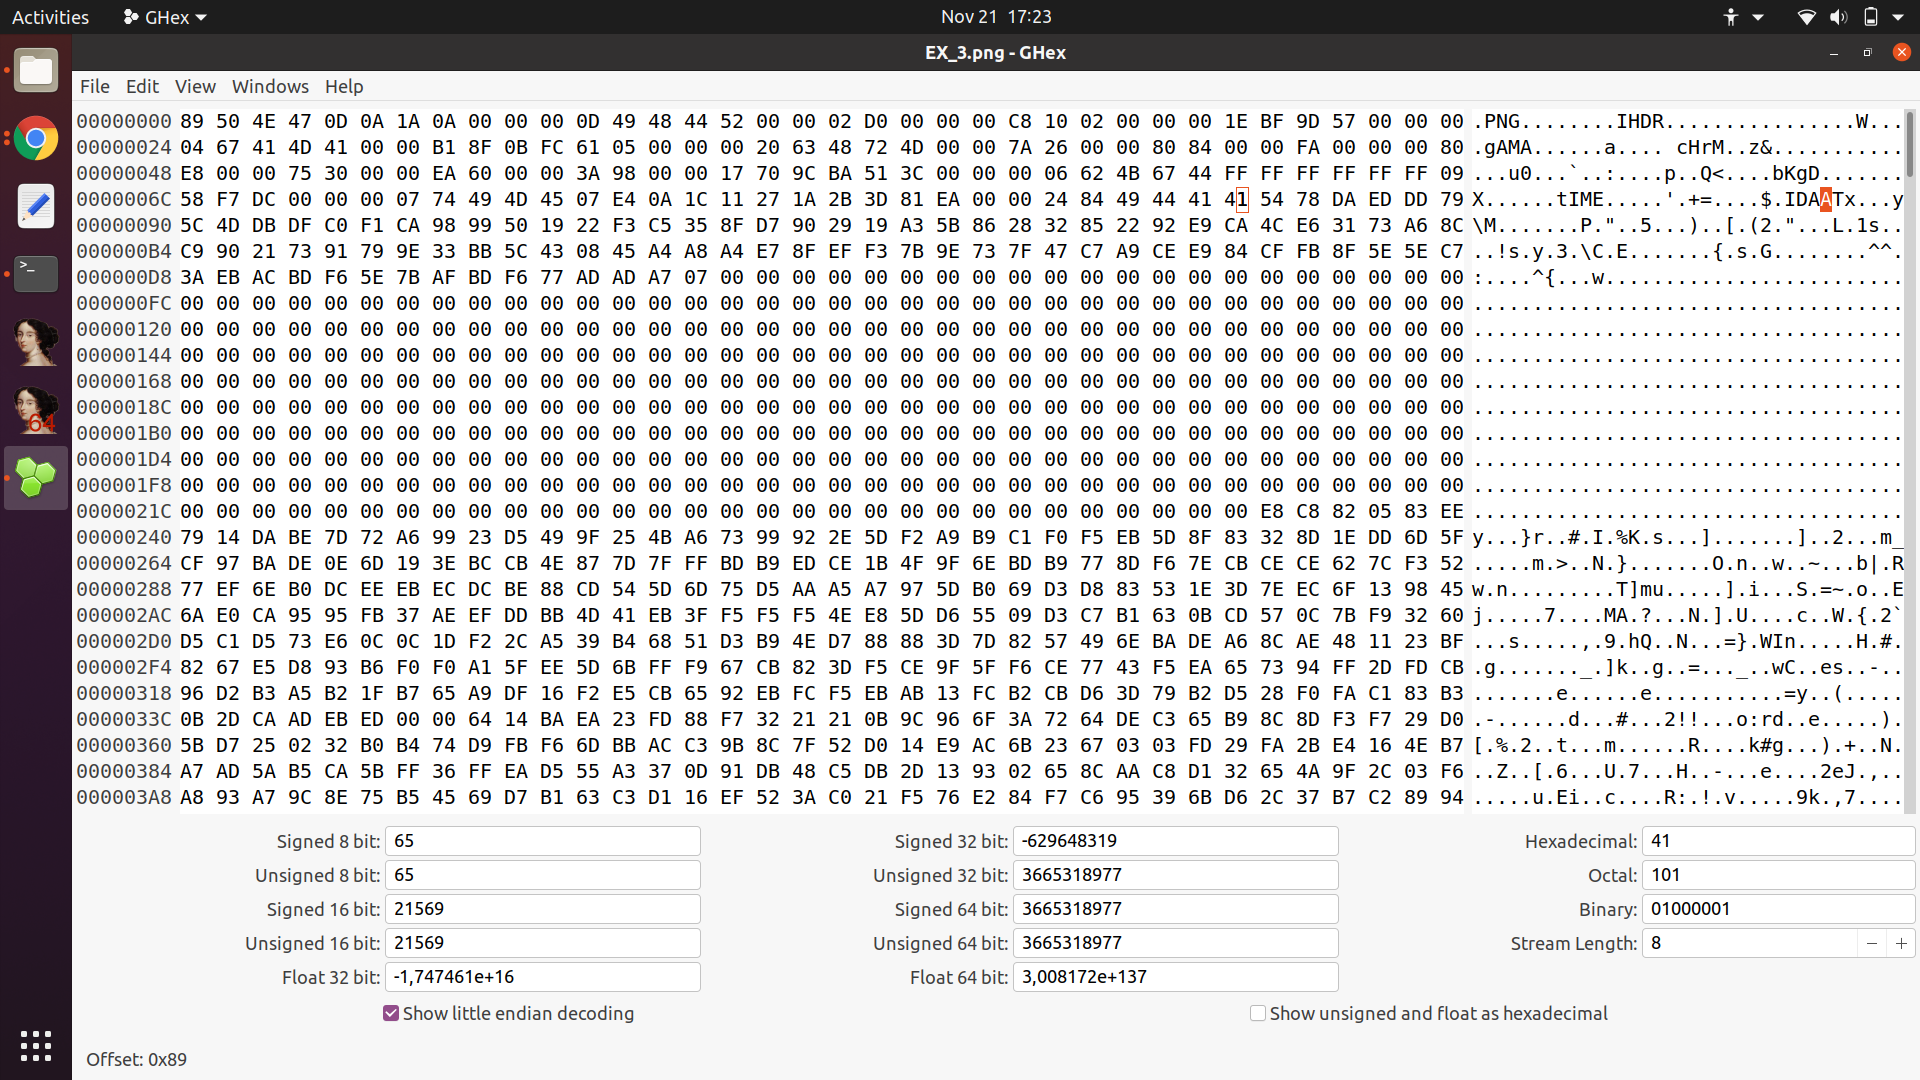 Activities GHex Nov 21 17:23
EX_3.png - GHex
File Edit View Windows Help
00000000 89 50 4E 47 0D 0A 1A 0A 00 00 00 0D 49 48 44 52 00 00 02 D0 00 00 00 C8 10 02 00 00 00 1E BF 9D 57 00 00 00 .PNG........IHDR................W...
00000024 04 67 41 4D 41 00 00 B1 8F 0B FC 61 05 00 00 00 20 63 48 72 4D 00 00 7A 26 00 00 80 84 00 00 FA 00 00 00 80 .gAMA......a.... cHrM..z&...........
00000048 E8 00 00 75 30 00 00 EA 60 00 00 3A 98 00 00 17 70 9C BA 51 3C 00 00 00 06 62 4B 67 44 FF FF FF FF FF FF 09 ...u0...`..:....p..Q<....bKgD.......
0000006C 58 F7 DC 00 00 00 07 74 49 4D 45 07 E4 0A 1C 11 27 1A 2B 3D 81 EA 00 00 24 84 49 44 41 41 54 78 DA ED DD 79 X......tIME.....'.+=....$.IDAATx...y
00000090 5C 4D DB DF C0 F1 CA 98 99 50 19 22 F3 C5 35 8F D7 90 29 19 A3 5B 86 28 32 85 22 92 E9 CA 4C E6 31 73 A6 8C \M.......P."..5...)..[.(2."...L.1s..
000000B4 C9 90 21 73 91 79 9E 33 BB 5C 43 08 45 A4 A8 A4 E7 8F EF F3 7B 9E 73 7F 47 C7 A9 CE E9 84 CF FB 8F 5E 5E C7 ..!s.y.3.\C.E.......{.s.G........^^.
000000D8 3A EB AC BD F6 5E 7B AF BD F6 77 AD AD A7 07 00 00 00 00 00 00 00 00 00 00 00 00 00 00 00 00 00 00 00 00 00 :....^{...w.........................
000000FC 00 00 00 00 00 00 00 00 00 00 00 00 00 00 00 00 00 00 00 00 00 00 00 00 00 00 00 00 00 00 00 00 00 00 00 00 ....................................
00000120 00 00 00 00 00 00 00 00 00 00 00 00 00 00 00 00 00 00 00 00 00 00 00 00 00 00 00 00 00 00 00 00 00 00 00 00 ....................................
00000144 00 00 00 00 00 00 00 00 00 00 00 00 00 00 00 00 00 00 00 00 00 00 00 00 00 00 00 00 00 00 00 00 00 00 00 00 ....................................
00000168 00 00 00 00 00 00 00 00 00 00 00 00 00 00 00 00 00 00 00 00 00 00 00 00 00 00 00 00 00 00 00 00 00 00 00 00 ....................................
0000018C 00 00 00 00 00 00 00 00 00 00 00 00 00 00 00 00 00 00 00 00 00 00 00 00 00 00 00 00 00 00 00 00 00 00 00 00 ....................................
000001B0 00 00 00 00 00 00 00 00 00 00 00 00 00 00 00 00 00 00 00 00 00 00 00 00 00 00 00 00 00 00 00 00 00 00 00 00 ....................................
000001D4 00 00 00 00 00 00 00 00 00 00 00 00 00 00 00 00 00 00 00 00 00 00 00 00 00 00 00 00 00 00 00 00 00 00 00 00 ....................................
000001F8 00 00 00 00 00 00 00 00 00 00 00 00 00 00 00 00 00 00 00 00 00 00 00 00 00 00 00 00 00 00 00 00 00 00 00 00 ....................................
0000021C 00 00 00 00 00 00 00 00 00 00 00 00 00 00 00 00 00 00 00 00 00 00 00 00 00 00 00 00 00 00 E8 C8 82 05 83 EE ....................................
00000240 79 14 DA BE 7D 72 A6 99 23 D5 49 9F 25 4B A6 73 99 92 2E 5D F2 A9 B9 C1 F0 F5 EB 5D 8F 83 32 8D 1E DD 6D 5F y...}r..#.I.%K.s...].......]..2...m_
00000264 CF 97 BA DE 0E 6D 19 3E BC CB 4E 87 7D 7F FF BD B9 ED CE 1B 4F 9F 6E BD B9 77 8D F6 7E CB CE CE 62 7C F3 52 .....m.>..N.}.......O.n..w..~...b|.R
00000288 77 EF 6E B0 DC EE EB EC DC BE 88 CD 54 5D 6D 75 D5 AA A5 A7 97 5D B0 69 D3 D8 83 53 1E 3D 7E EC 6F 13 98 45 w.n.........T]mu.....].i...S.=~.o..E
000002AC 6A E0 CA 95 95 FB 37 AE EF DD BB 4D 41 EB 3F F5 F5 F5 4E E8 5D D6 55 09 D3 C7 B1 63 0B CD 57 0C 7B F9 32 60 j.....7....MA.?...N.].U....c..W.{.2`
000002D0 D5 C1 D5 73 E6 0C 0C 1D F2 2C A5 39 B4 68 51 D3 B9 4E D7 88 88 3D 7D 82 57 49 6E BA DE A6 8C AE 48 11 23 BF ...s.....,.9.hQ..N...=}.WIn.....H.#.
000002F4 82 67 E5 D8 93 B6 F0 F0 A1 5F EE 5D 6B FF F9 67 CB 82 3D F5 CE 9F 5F F6 CE 77 43 F5 EA 65 73 94 FF 2D FD CB .g......._.]k..g..=..._..wC..es..-..
00000318 96 D2 B3 A5 B2 1F B7 65 A9 DF 16 F2 E5 CB 65 92 EB FC F5 EB AB 13 FC B2 CB D6 3D 79 B2 D5 28 F0 FA C1 83 B3 .......e......e...........=y..(.....
0000033C 0B 2D CA AD EB ED 00 00 64 14 BA EA 23 FD 88 F7 32 21 21 0B 9C 96 6F 3A 72 64 DE C3 65 B9 8C 8D F3 F7 29 D0 .-......d...#...2!!...o:rd..e.....).
00000360 5B D7 25 02 32 B0 B4 74 D9 FB F6 6D BB AC C3 9B 8C 7F 52 D0 14 E9 AC 6B 23 67 03 03 FD 29 FA 2B E4 16 4E B7 [.%.2..t...m......R....k#g...).+..N.
00000384 A7 AD 5A B5 CA 5B FF 36 FF EA D5 55 A3 37 0D 91 DB 48 C5 DB 2D 13 93 02 65 8C AA C8 D1 32 65 4A 9F 2C 03 F6 ..Z..[.6...U.7...H..-...e....2eJ.,..
000003A8 A8 93 A7 9C 8E 75 B5 45 69 D7 B1 63 C3 D1 16 EF 52 3A C0 21 F5 76 E2 84 F7 C6 95 39 6B D6 2C 37 B7 C2 89 94 .....u.Ei..c....R:.!.v.....9k.,7....
Signed 8 bit: 65 Signed 32 bit: -629648319 Hexadecimal: 41
Unsigned 8 bit: 65 Unsigned 32 bit: 3665318977 Octal: 101
Signed 16 bit: 21569 Signed 64 bit: 3665318977 Binary: 01000001
Unsigned 16 bit: 21569 Unsigned 64 bit: 3665318977 Stream Length: 8 − +
Float 32 bit: -1,747461e+16 Float 64 bit: 3,008172e+137
Show little endian decoding Show unsigned and float as hexadecimal
Offset: 0x89
64